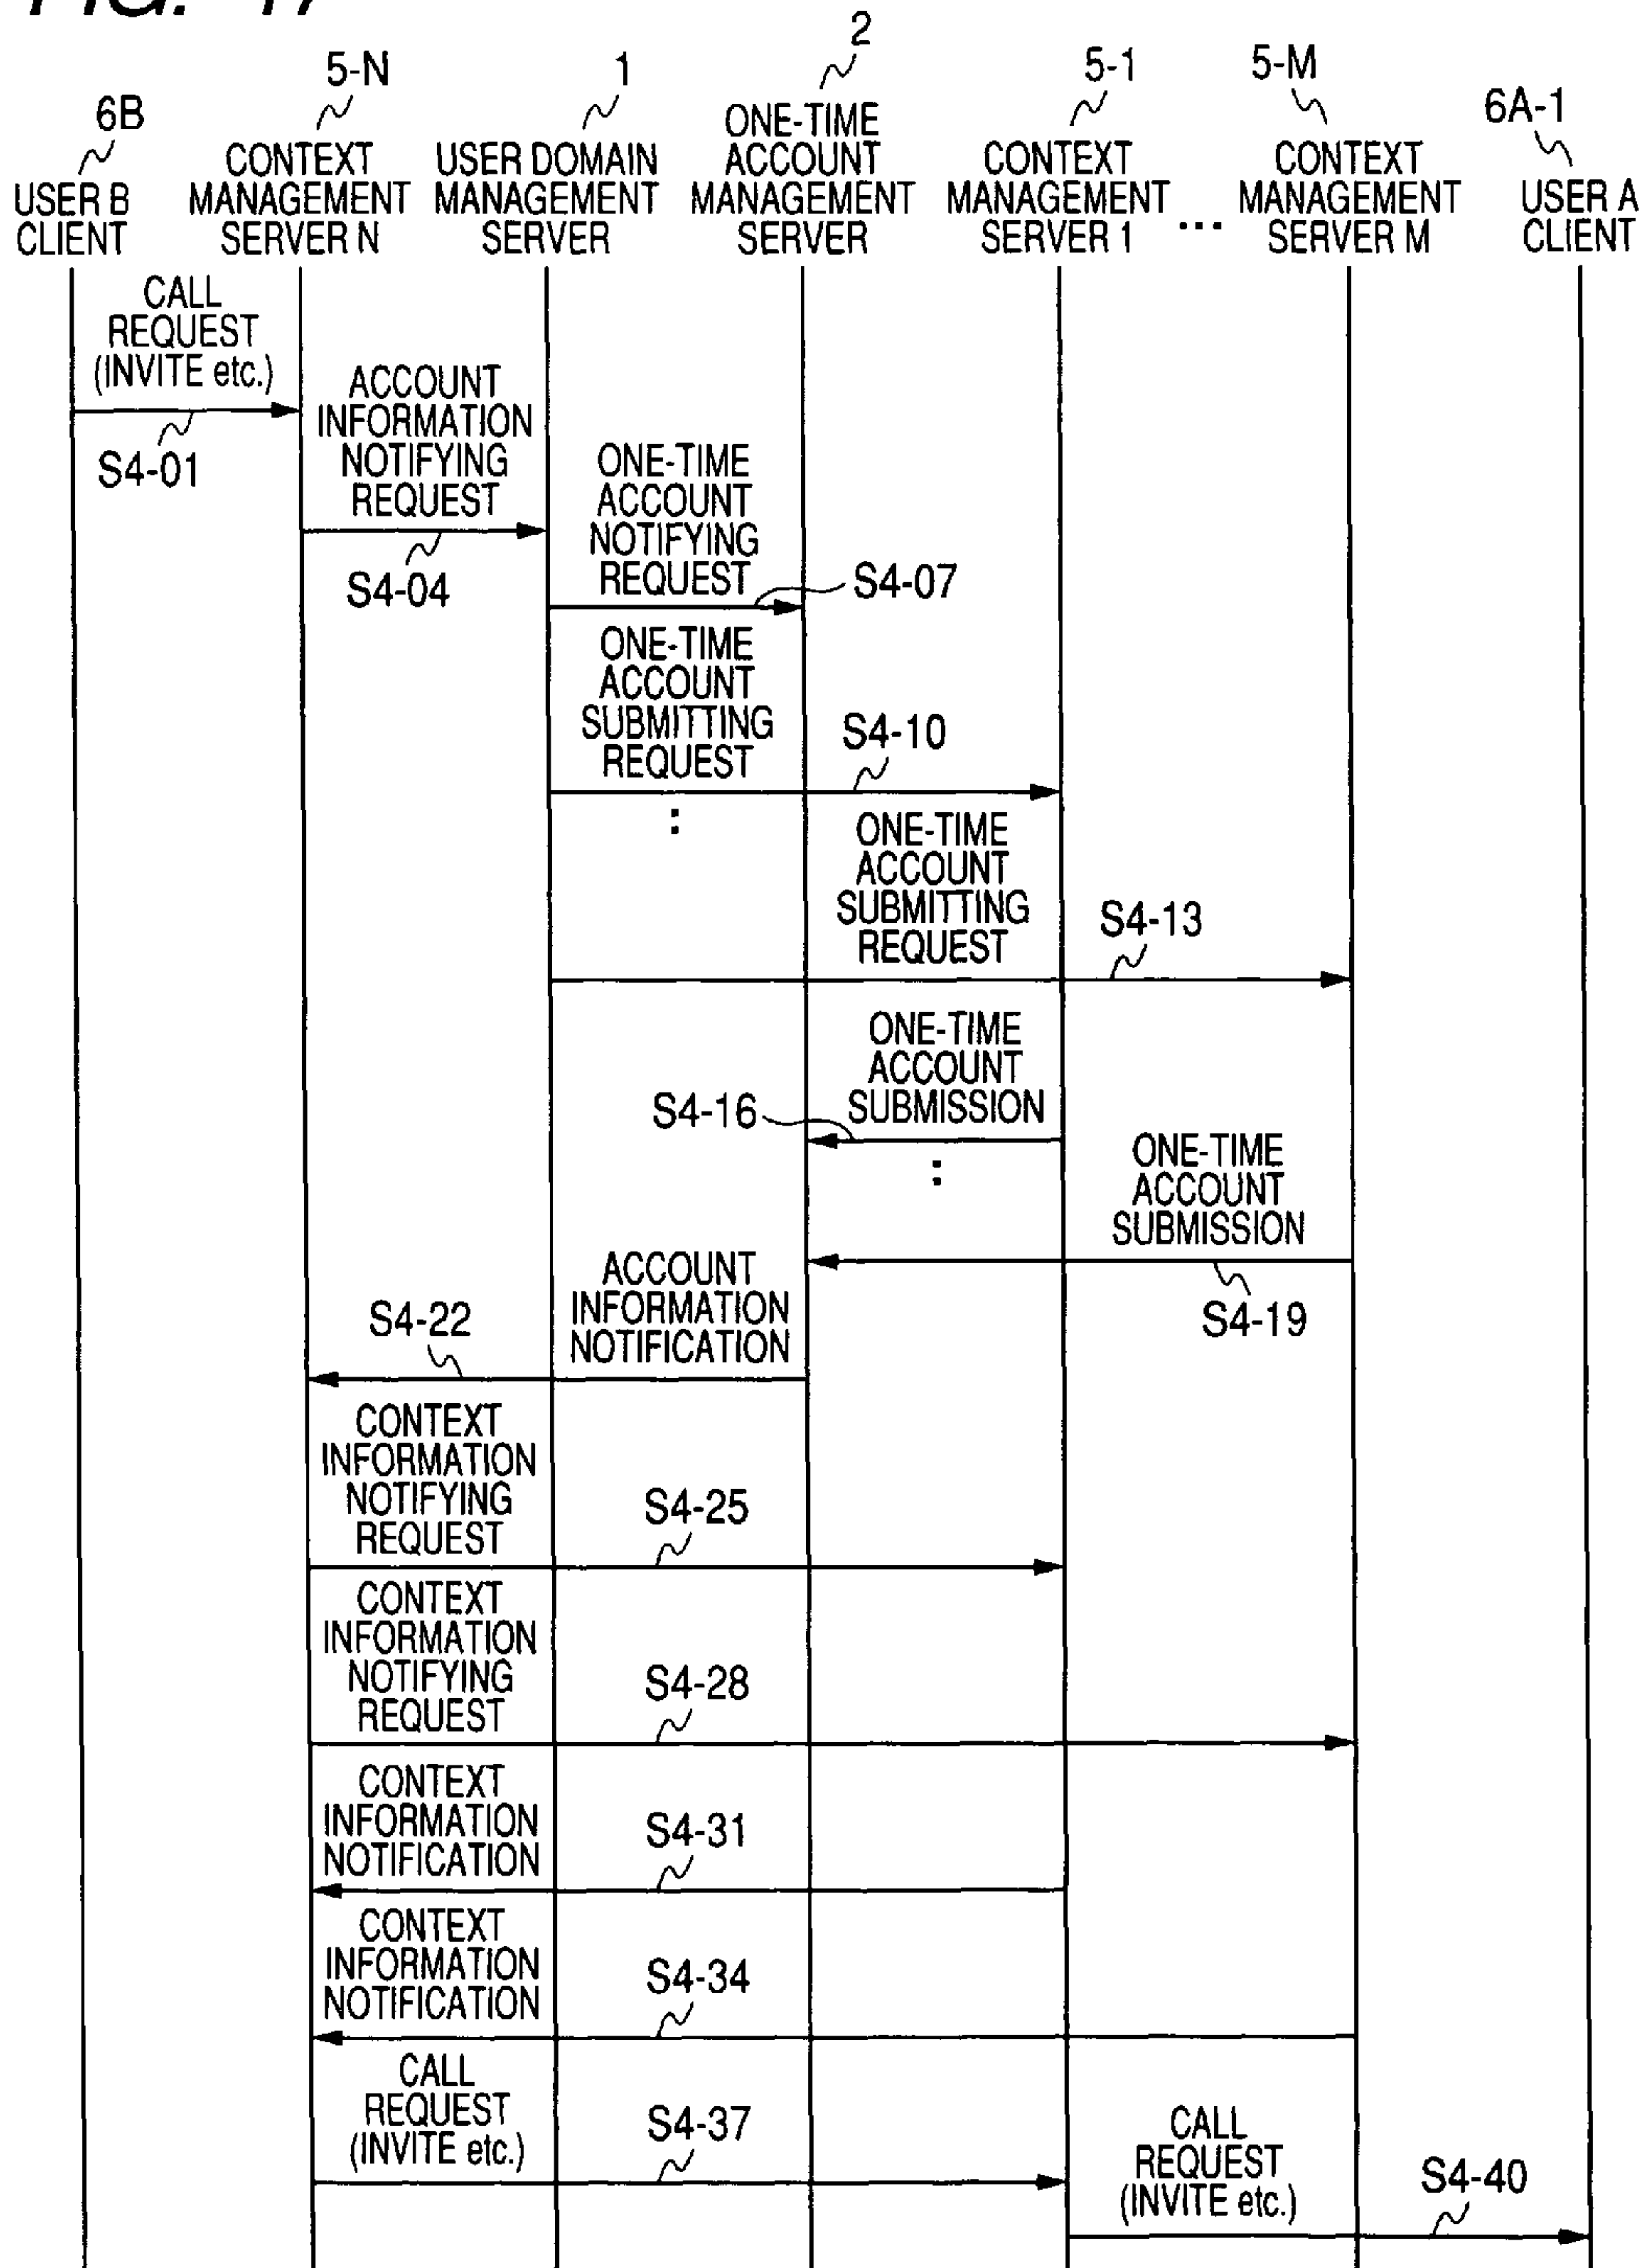 FIG. 17
6B
USER B
CLIENT
5-N
CONTEXT
MANAGEMENT
SERVER N
1
USER DOMAIN
MANAGEMENT
SERVER
2
ONE-TIME
ACCOUNT
MANAGEMENT
SERVER
5-1
CONTEXT
MANAGEMENT
SERVER 1
...
5-M
CONTEXT
MANAGEMENT
SERVER M
6A-1
USER A
CLIENT
CALL
REQUEST
(INVITE etc.)
S4-01
ACCOUNT
INFORMATION
NOTIFYING
REQUEST
S4-04
ONE-TIME
ACCOUNT
NOTIFYING
REQUEST
S4-07
ONE-TIME
ACCOUNT
SUBMITTING
REQUEST
S4-10
:
ONE-TIME
ACCOUNT
SUBMITTING
REQUEST
S4-13
ONE-TIME
ACCOUNT
SUBMISSION
S4-16
:
ONE-TIME
ACCOUNT
SUBMISSION
S4-19
ACCOUNT
INFORMATION
NOTIFICATION
S4-22
CONTEXT
INFORMATION
NOTIFYING
REQUEST
S4-25
CONTEXT
INFORMATION
NOTIFYING
REQUEST
S4-28
CONTEXT
INFORMATION
NOTIFICATION
S4-31
CONTEXT
INFORMATION
NOTIFICATION
S4-34
CALL
REQUEST
(INVITE etc.)
S4-37
CALL
REQUEST
(INVITE etc.)
S4-40